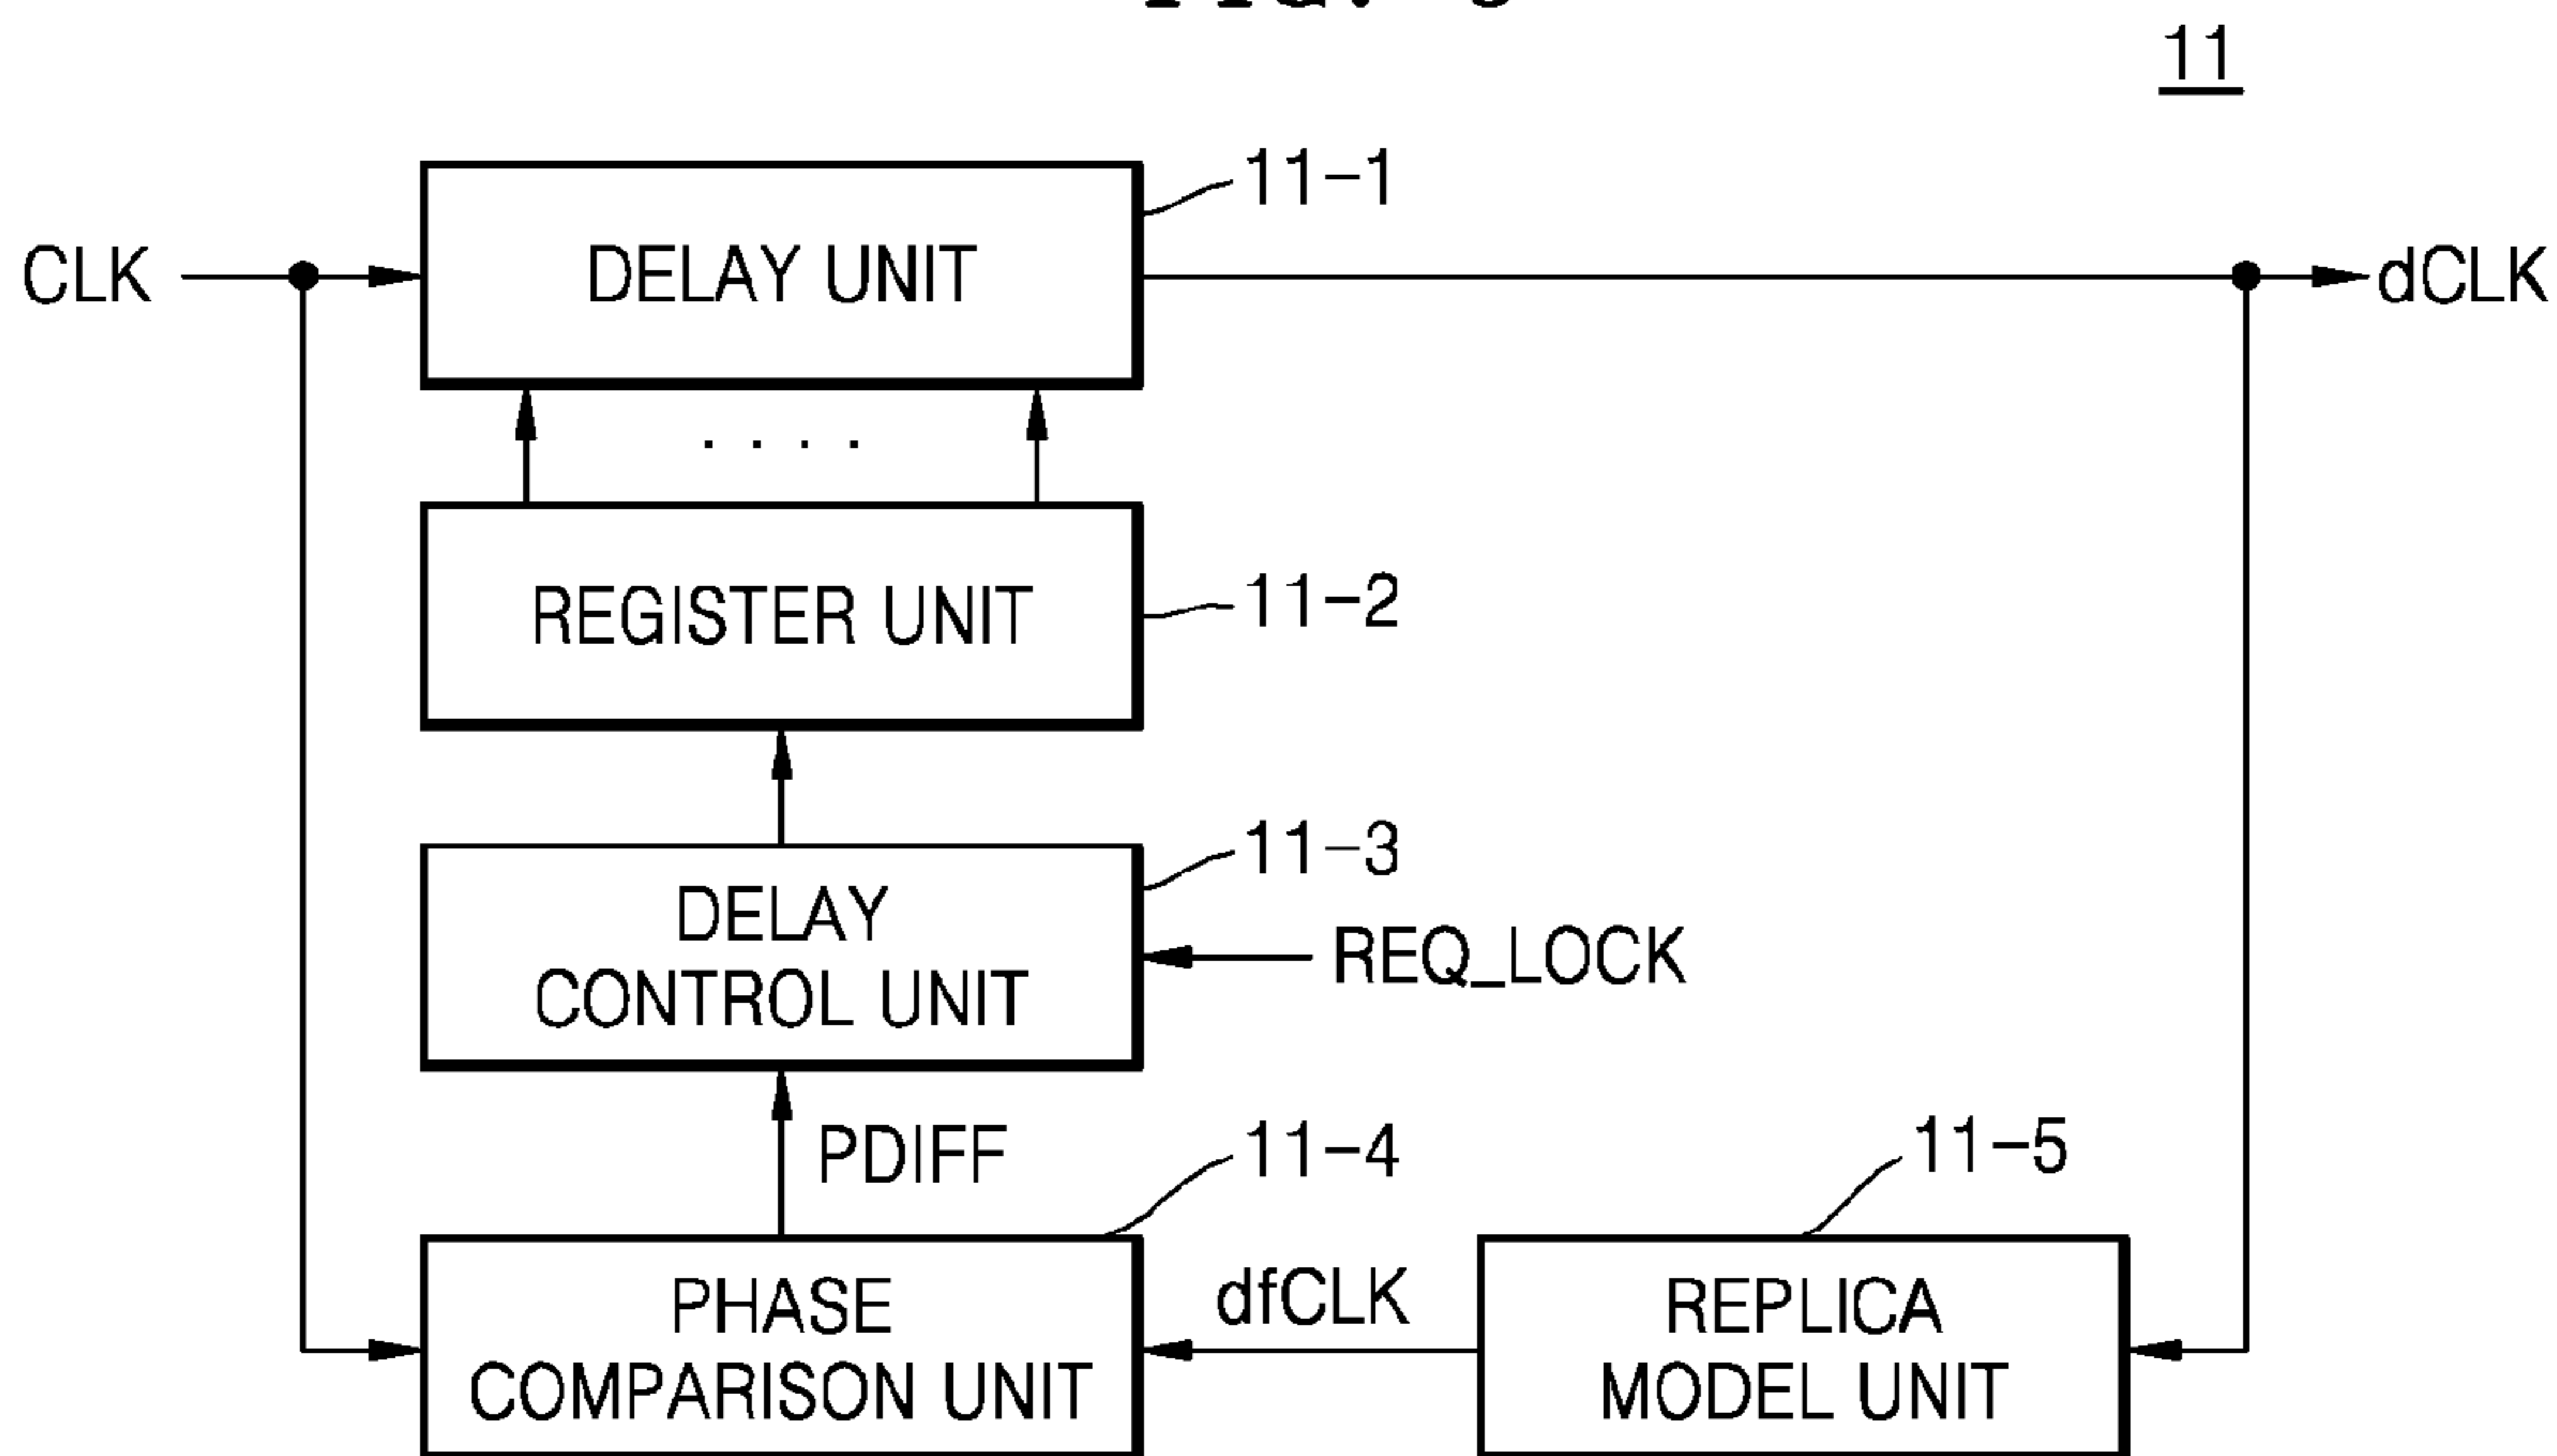 11
11-1
CLK
DELAY UNIT
dCLK
. . . .
REGISTER UNIT
11-2
11-3
DELAY
CONTROL UNIT
REQ_LOCK
PDIFF
11-4
11-5
PHASE
COMPARISON UNIT
dfCLK
REPLICA
MODEL UNIT